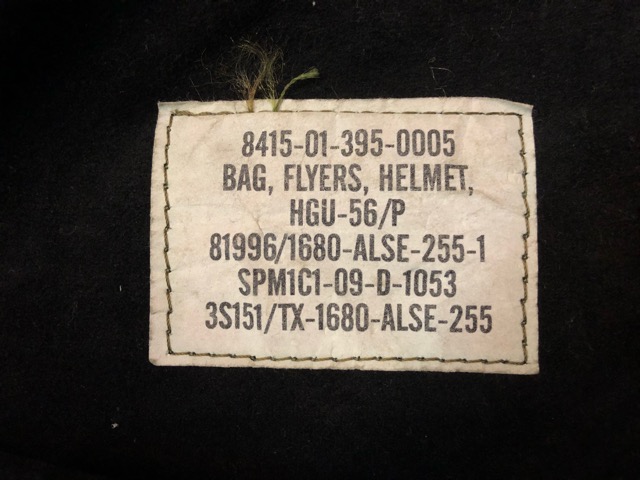 8415-01-395-0005
BAG, FLYERS, HELMET,
HGU-56/P
81996/1680-ALSE-255-1
SPM1C1-09-D-1053
3S151/TX-1680-ALSE-255